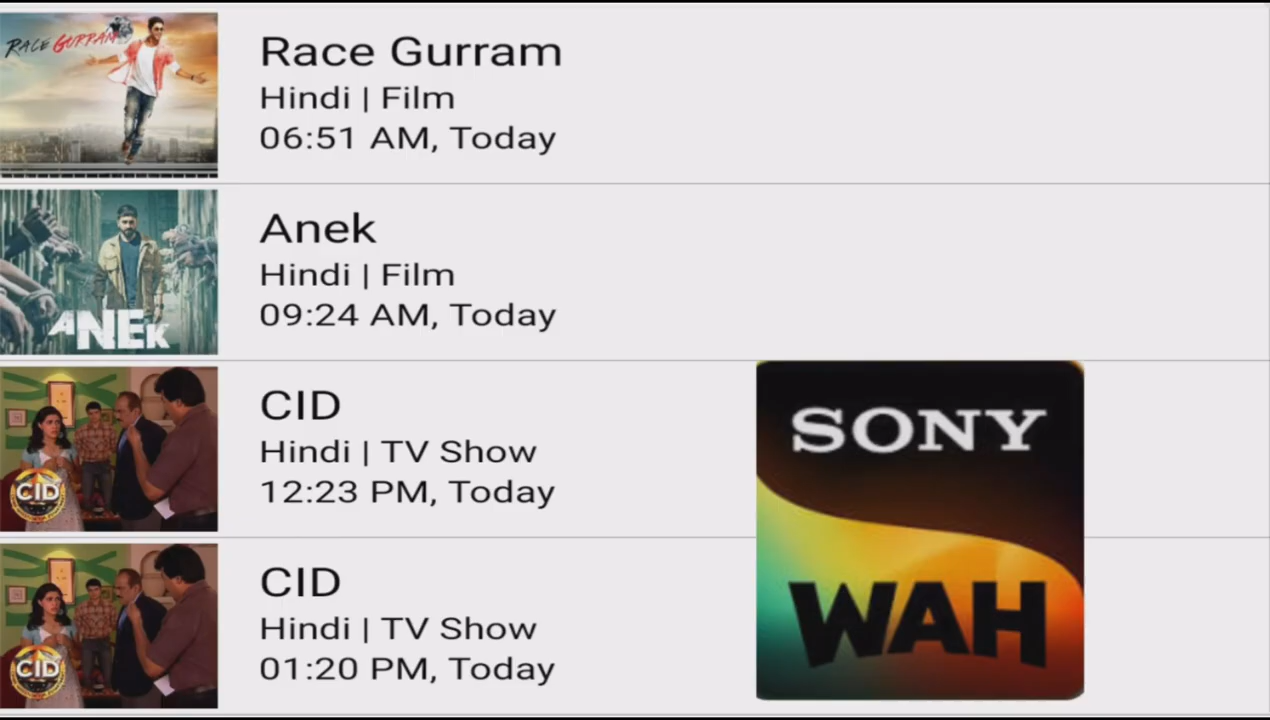 RACE GURRAM
Race Gurram
Hindi | Film
06:51 AM, Today
ANEK
Anek
Hindi | Film
09:24 AM, Today
CID
CID
Hindi | TV Show
12:23 PM, Today
SONY
WAH
CID
CID
Hindi | TV Show
01:20 PM, Today